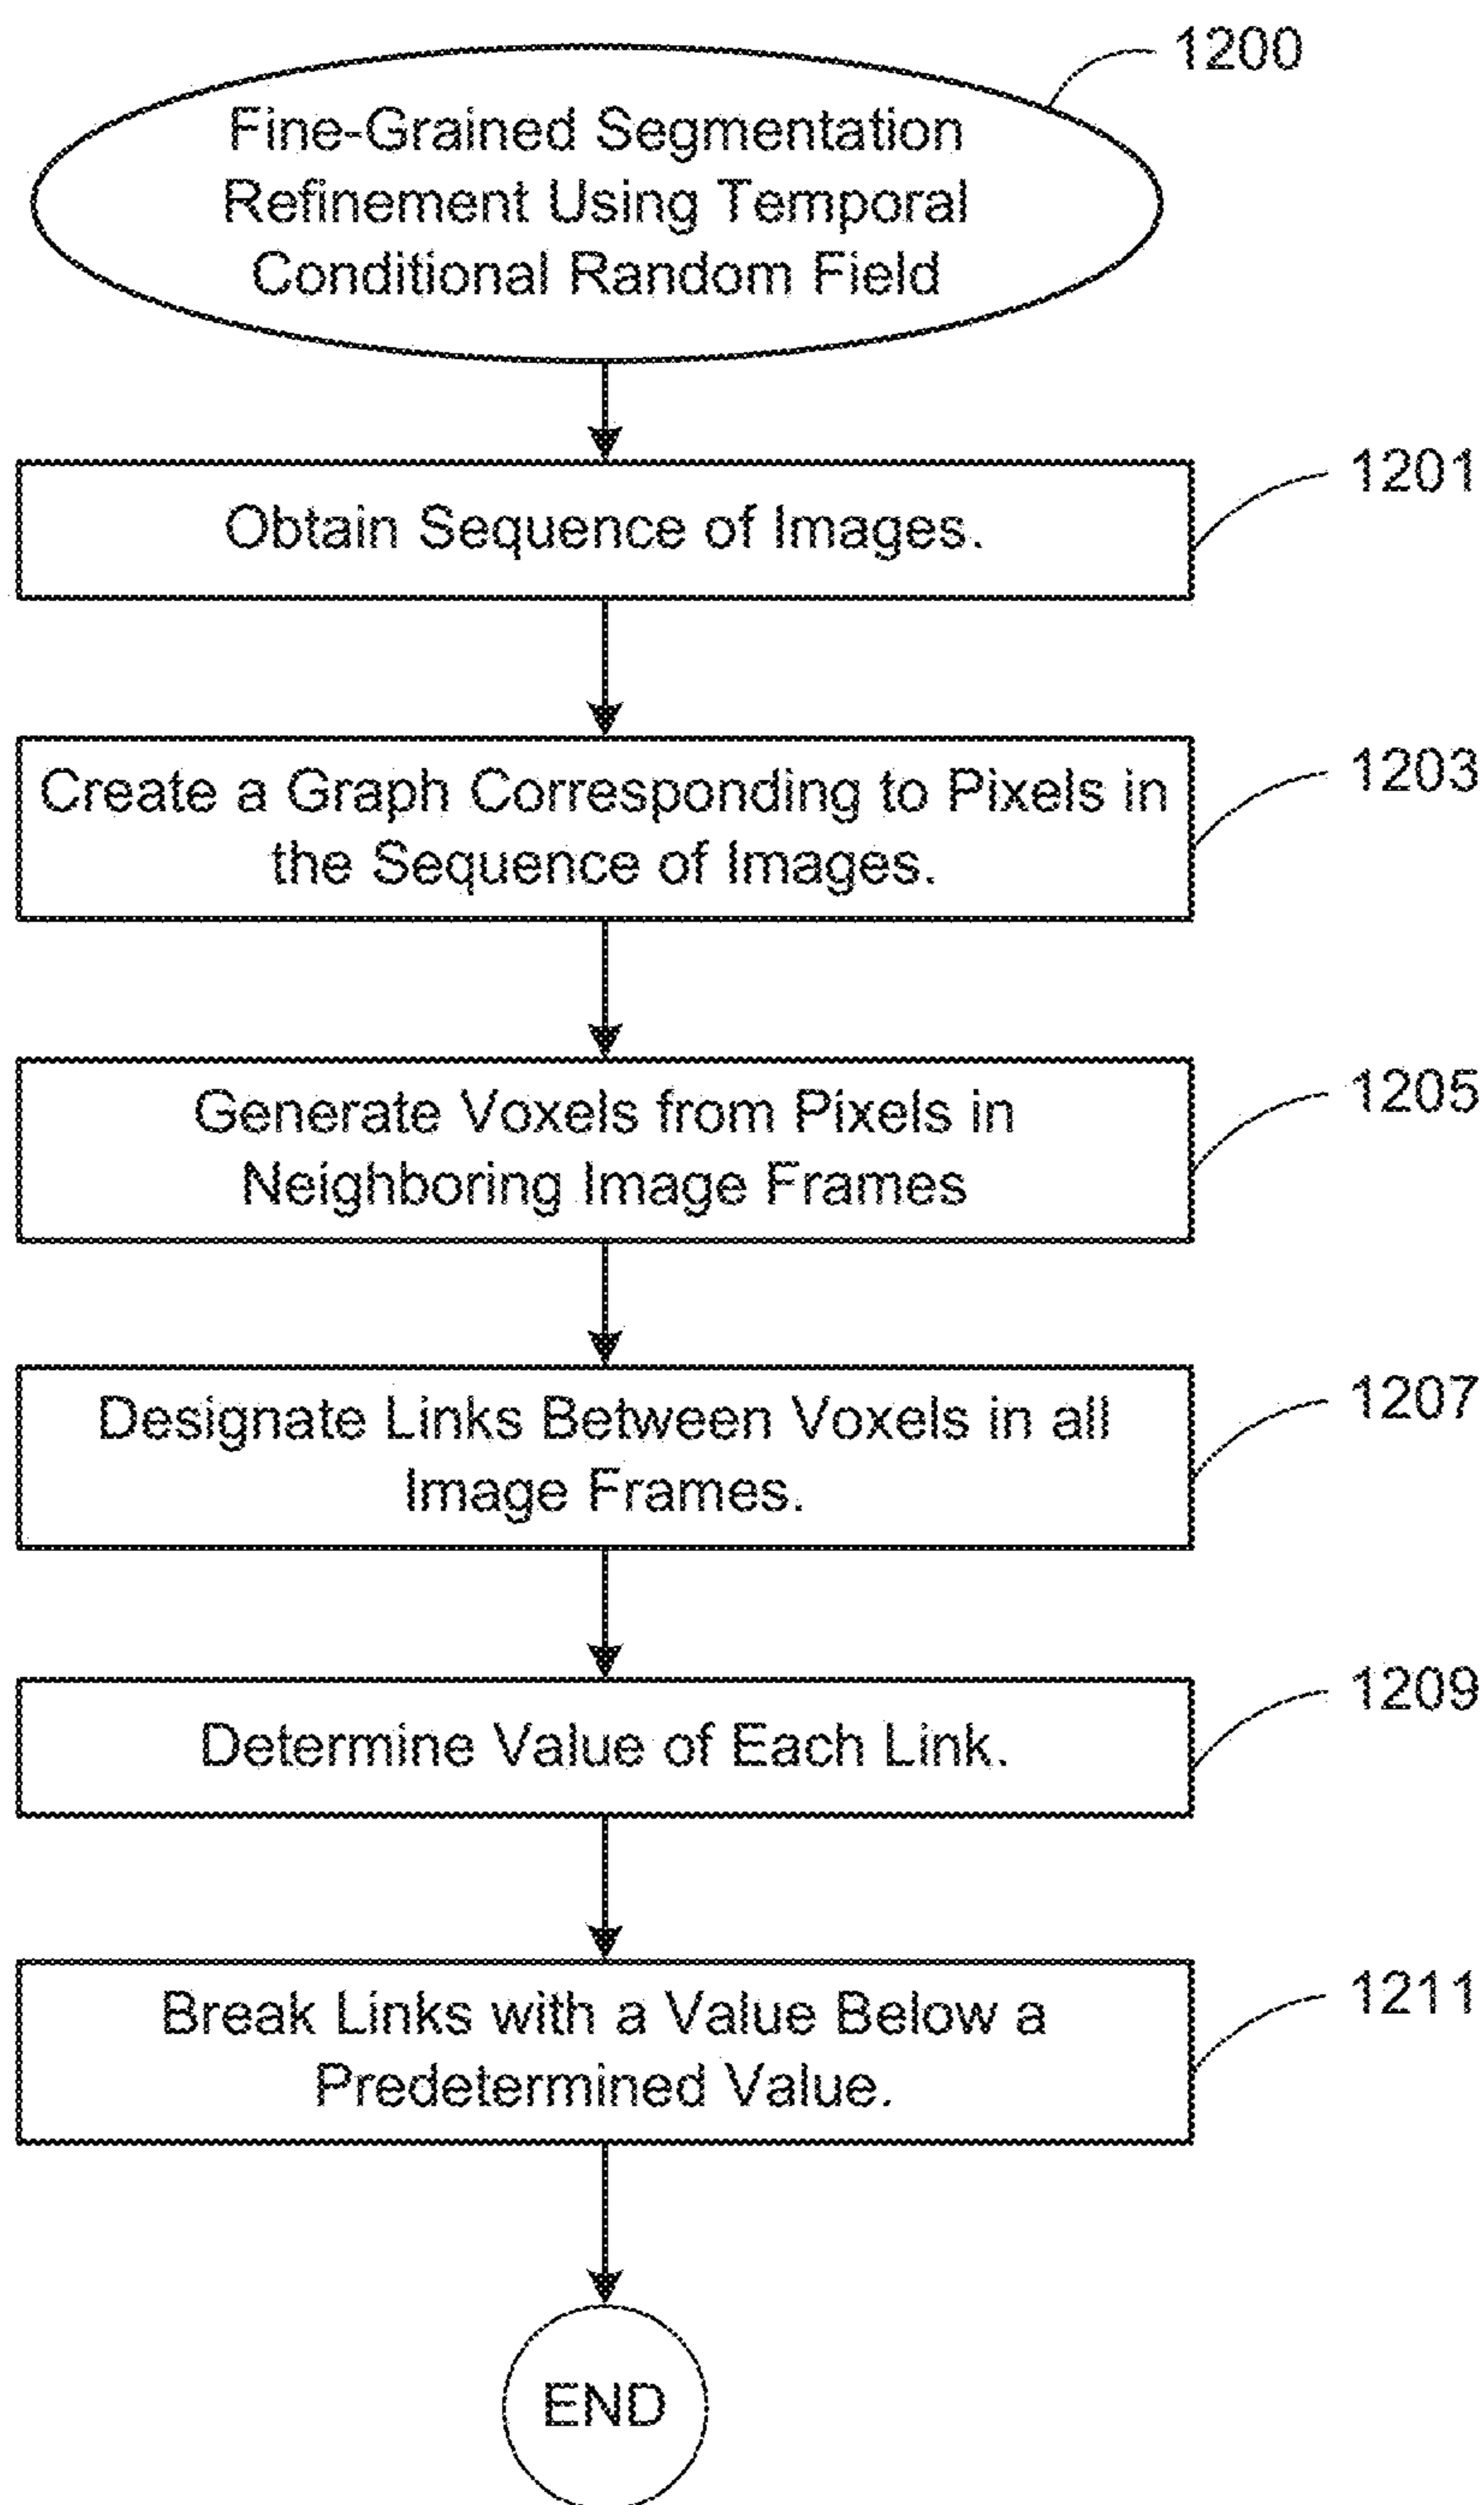 1200
Fine-Grained Segmentation
Refinement Using Temporal
Conditional Random Field
1201
Obtain Sequence of Images.
1203
Create a Graph Corresponding to Pixels in
the Sequence of Images.
1205
Generate Voxels from Pixels in
Neighboring Image Frames
1207
Designate Links Between Voxels in all
Image Frames.
1209
Determine Value of Each Link.
1211
Break Links with a Value Below a
Predetermined Value.
END